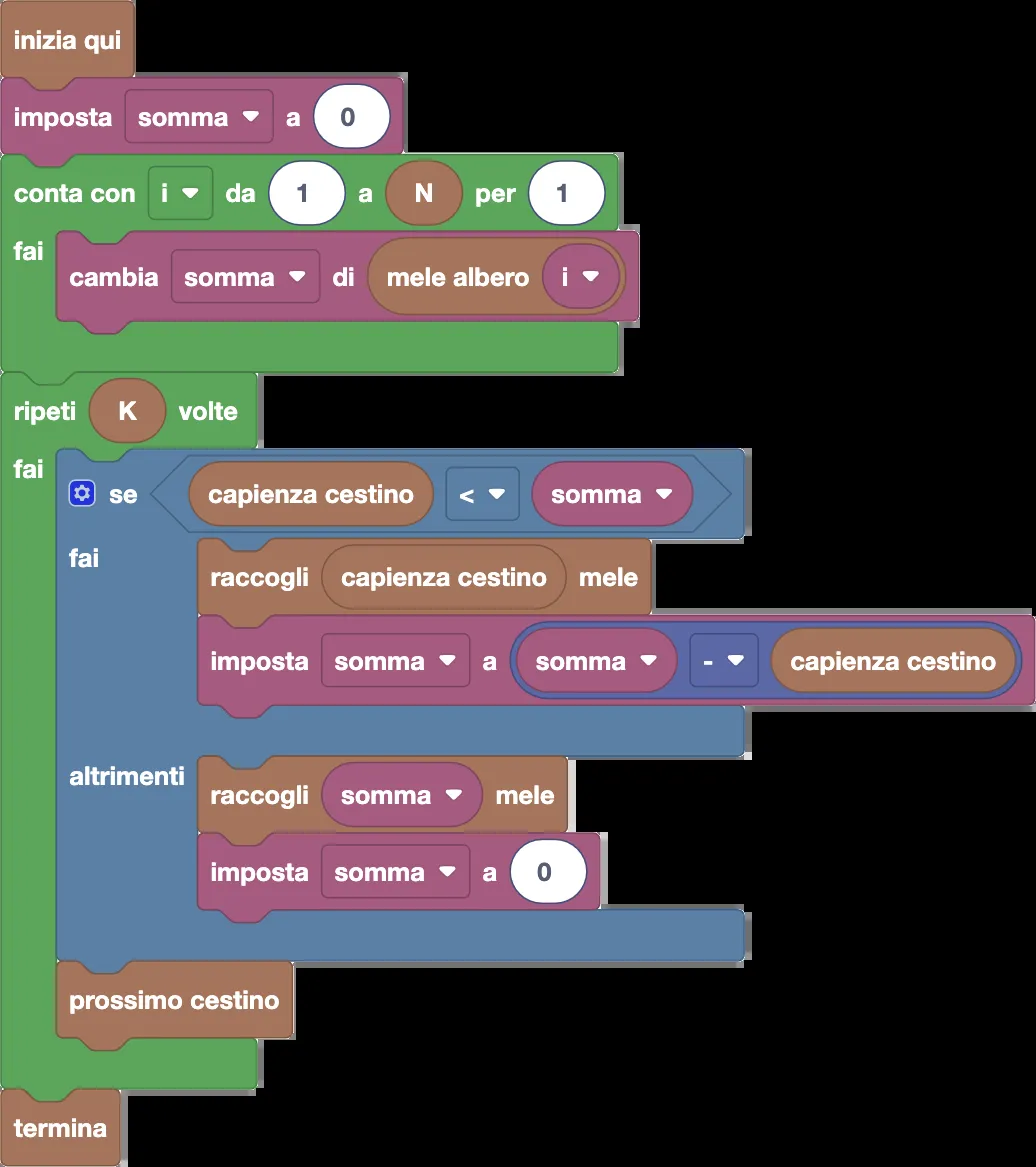 inizia qui
imposta somma a 0
conta con i da 1 a N per 1
fai
cambia somma di mele albero i
ripeti K volte
fai
se capienza cestino < somma
fai
raccogli capienza cestino mele
imposta somma a somma - capienza cestino
altrimenti
raccogli somma mele
imposta somma a 0
prossimo cestino
termina